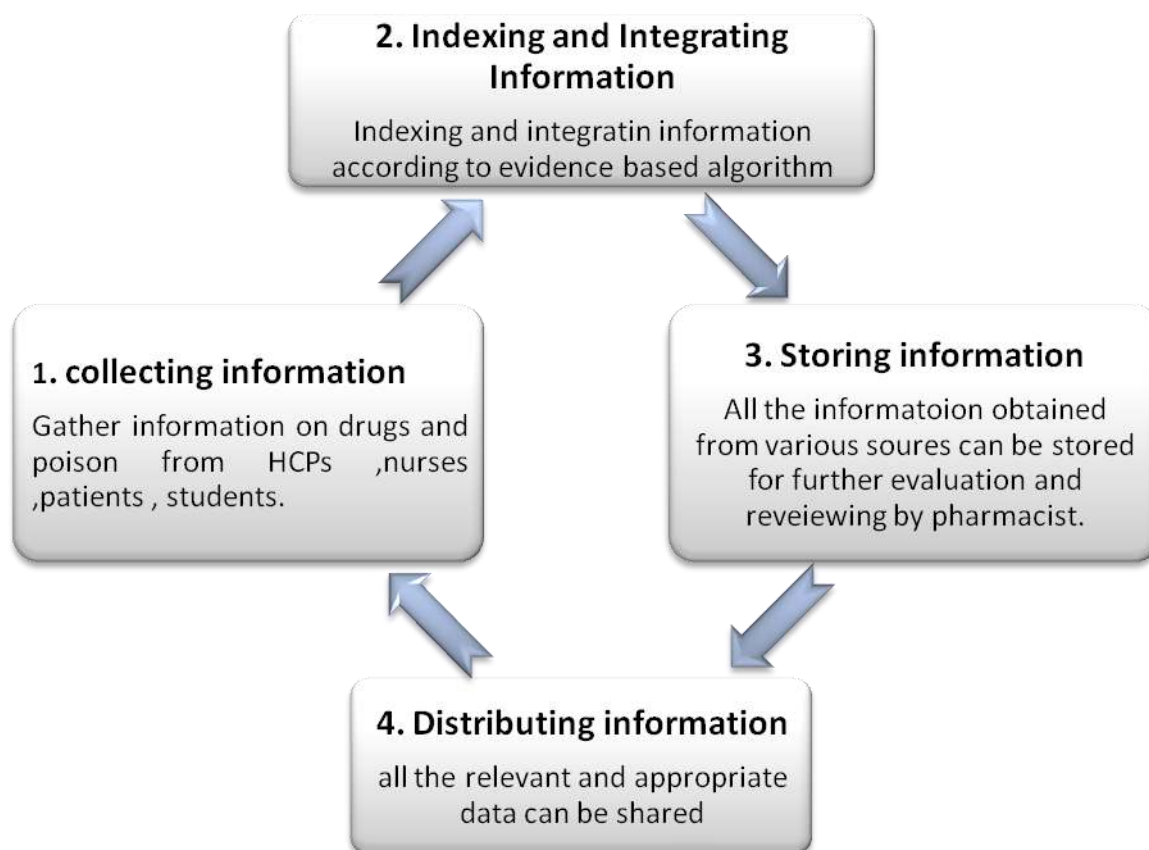 2. Indexing and Integrating
Information
Indexing and integratin information
according to evidence based algorithm
1. collecting information
Gather information on drugs and
poison from HCPs ,nurses
,patients , students.
3. Storing information
All the informatoion obtained
from various soures can be stored
for further evaluation and
reveiewing by pharmacist.
4. Distributing information
all the relevant and appropriate
data can be shared